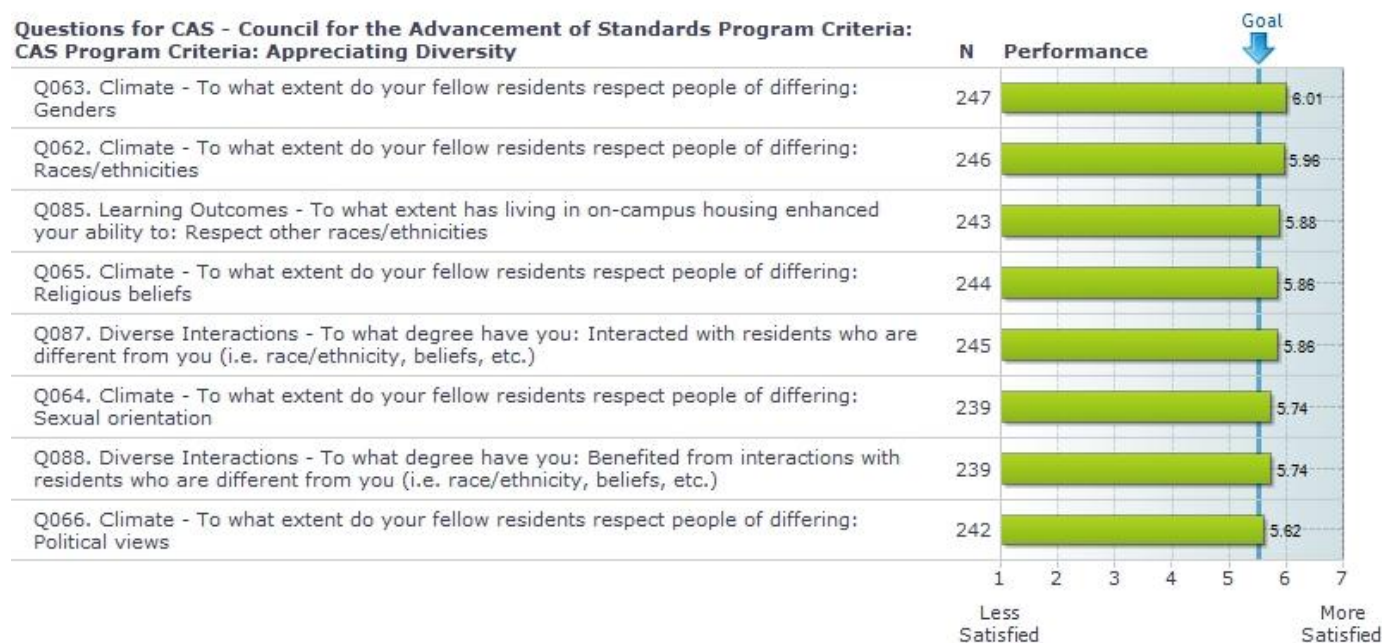 Goal
Questions for CAS - Council for the Advancement of Standards Program Criteria:
CAS Program Criteria: Appreciating Diversity N Performance
Q063. Climate - To what extent do your fellow residents respect people of differing:
Genders
247
6.01
Q062. Climate - To what extent do your fellow residents respect people of differing:
Races/ethnicities
246
5.96
Q085. Learning Outcomes - To what extent has living in on-campus housing enhanced
your ability to: Respect other races/ethnicities
243
5.88
Q065. Climate - To what extent do your fellow residents respect people of differing:
Religious beliefs
244
5.86
Q087. Diverse Interactions - To what degree have you: Interacted with residents who are
different from you (i.e. race/ethnicity, beliefs, etc.)
245
5.86
Q064. Climate - To what extent do your fellow residents respect people of differing:
Sexual orientation
239
5.74
Q088. Diverse Interactions - To what degree have you: Benefited from interactions with
residents who are different from you (i.e. race/ethnicity, beliefs, etc.)
239
5.74
Q066. Climate - To what extent do your fellow residents respect people of differing:
Political views
242
5.62
1 2 3 4 5 6 7
Less More
Satisfied Satisfied